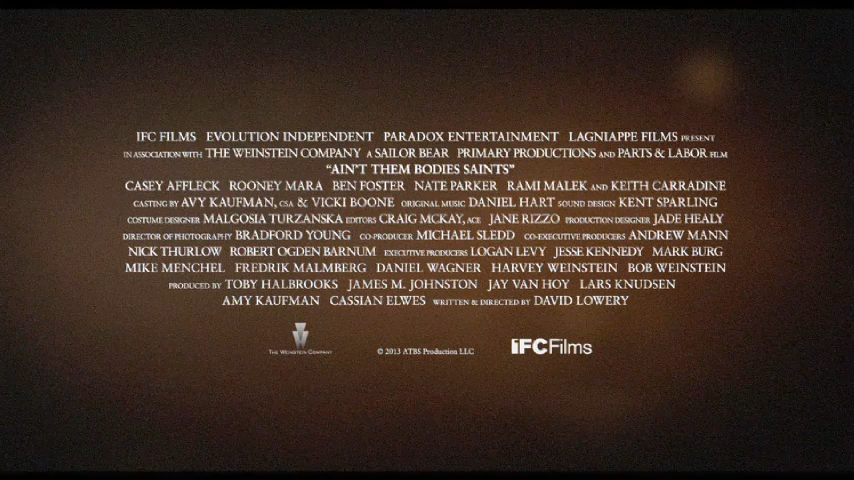 IFC FILMS EVOLUTION INDEPENDENT PARADOX ENTERTAINMENT LAGNIAPPE FILMS PRESENT
IN ASSOCIATION WITH THE WEINSTEIN COMPANY A SAILOR BEAR PRIMARY PRODUCTIONS AND PARTS & LABOR FILM
"AIN'T THEM BODIES SAINTS"
CASEY AFFLECK ROONEY MARA BEN FOSTER NATE PARKER RAMI MALEK AND KEITH CARRADINE
CASTING BY AVY KAUFMAN, CSA & VICKI BOONE ORIGINAL MUSIC DANIEL HART SOUND DESIGN KENT SPARLING
COSTUME DESIGNER MALGOSIA TURZANSKA EDITORS CRAIG MCKAY, ACE JANE RIZZO PRODUCTION DESIGNER JADE HEALY
DIRECTOR OF PHOTOGRAPHY BRADFORD YOUNG CO-PRODUCER MICHAEL SLEDD CO-EXECUTIVE PRODUCERS ANDREW MANN
NICK THURLOW ROBERT OGDEN BARNUM EXECUTIVE PRODUCERS LOGAN LEVY JESSE KENNEDY MARK BURG
MIKE MENCHEL FREDRIK MALMBERG DANIEL WAGNER HARVEY WEINSTEIN BOB WEINSTEIN
PRODUCED BY TOBY HALBROOKS JAMES M. JOHNSTON JAY VAN HOY LARS KNUDSEN
AMY KAUFMAN CASSIAN ELWES WRITTEN & DIRECTED BY DAVID LOWERY
THE WEINSTEIN COMPANY © 2013 ATBS Production LLC IFC Films